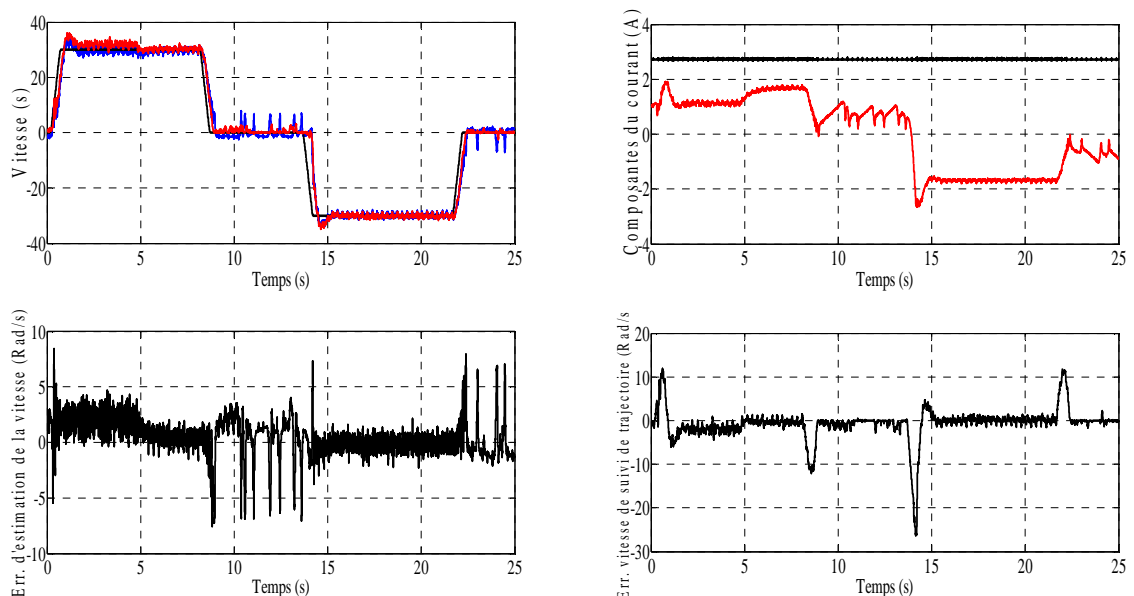 Vitesse (s)
40
20
0
-20
-40
0 5 10 15 20 25
Temps (s)
Composantes du courant (A)
4
2
0
-2
-4
0 5 10 15 20 25
Temps (s)
Err. d'estimation de la vitesse (Rad/s)
10
5
0
-5
-10
0 5 10 15 20 25
Temps (s)
Err. vitesse de suivi de trajectoire (Rad/s
20
10
0
-10
-20
-30
0 5 10 15 20 25
Temps (s)